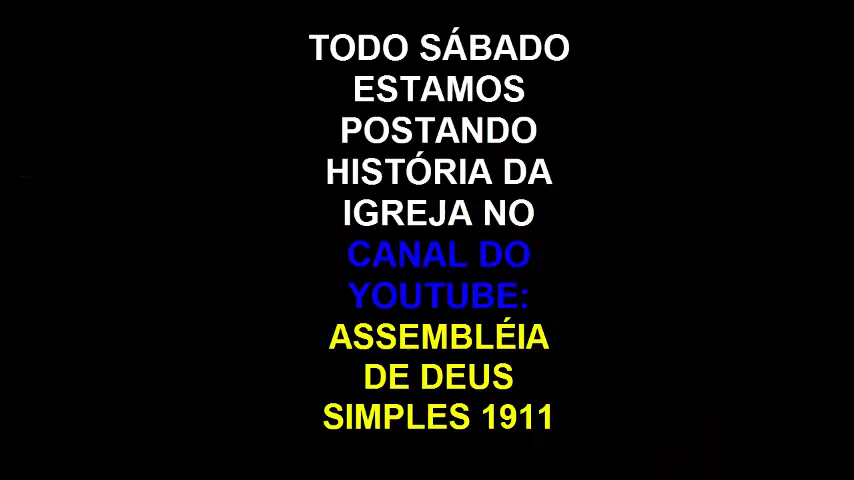 TODO SÁBADO
ESTAMOS
POSTANDO
HISTÓRIA DA
IGREJA NO
CANAL DO
YOUTUBE:
ASSEMBLÉIA
DE DEUS
SIMPLES 1911